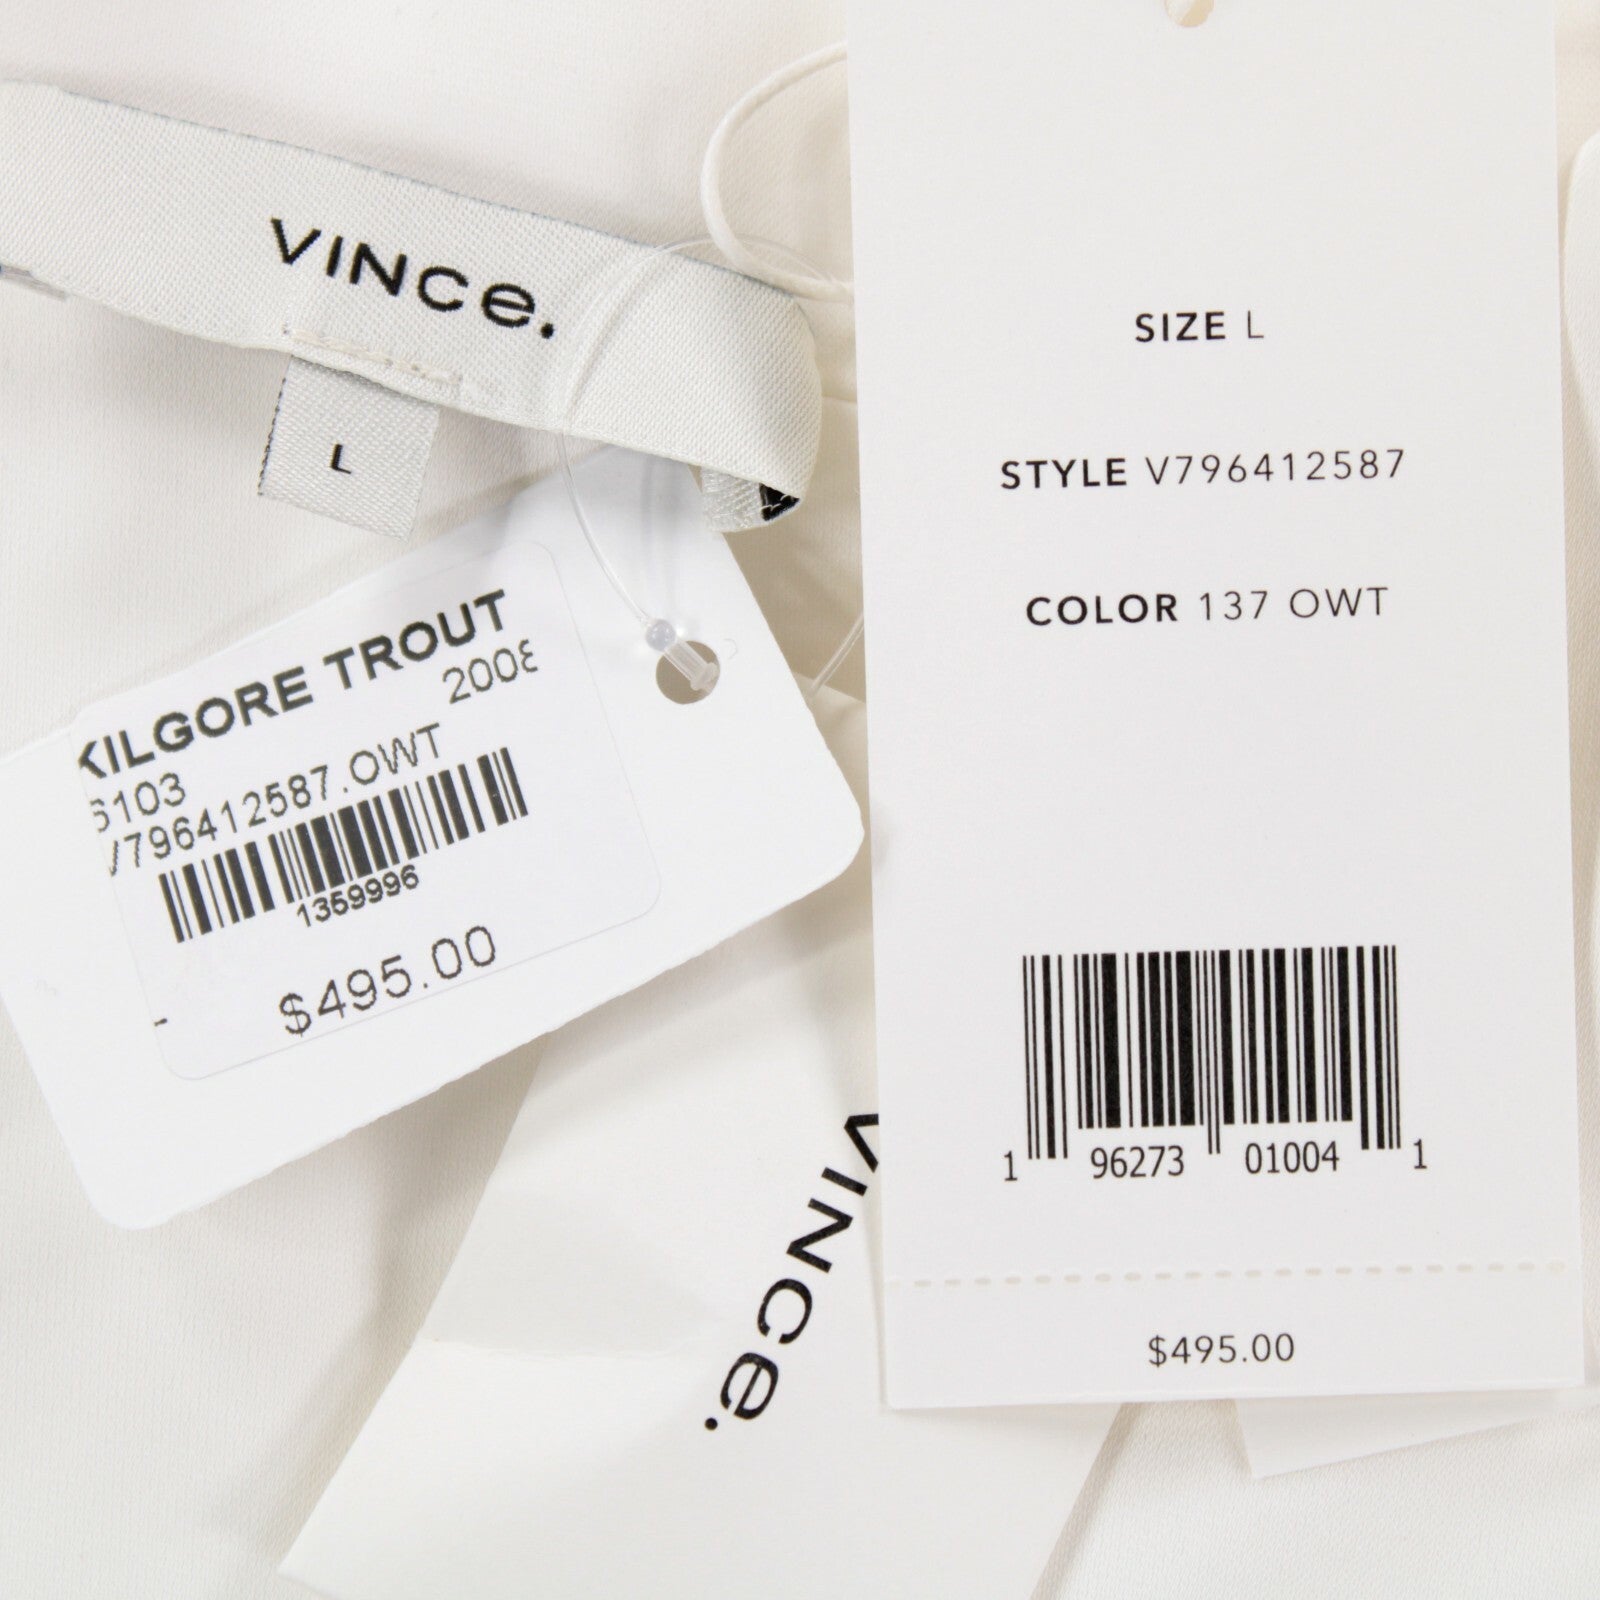 VINCe.
L
KILGORE TROUT
2008
6103
V796412587.OWT
1359996
$495.00
VINCe.
SIZE L
STYLE V796412587
COLOR 137 OWT
1 96273 01004 1
$495.00